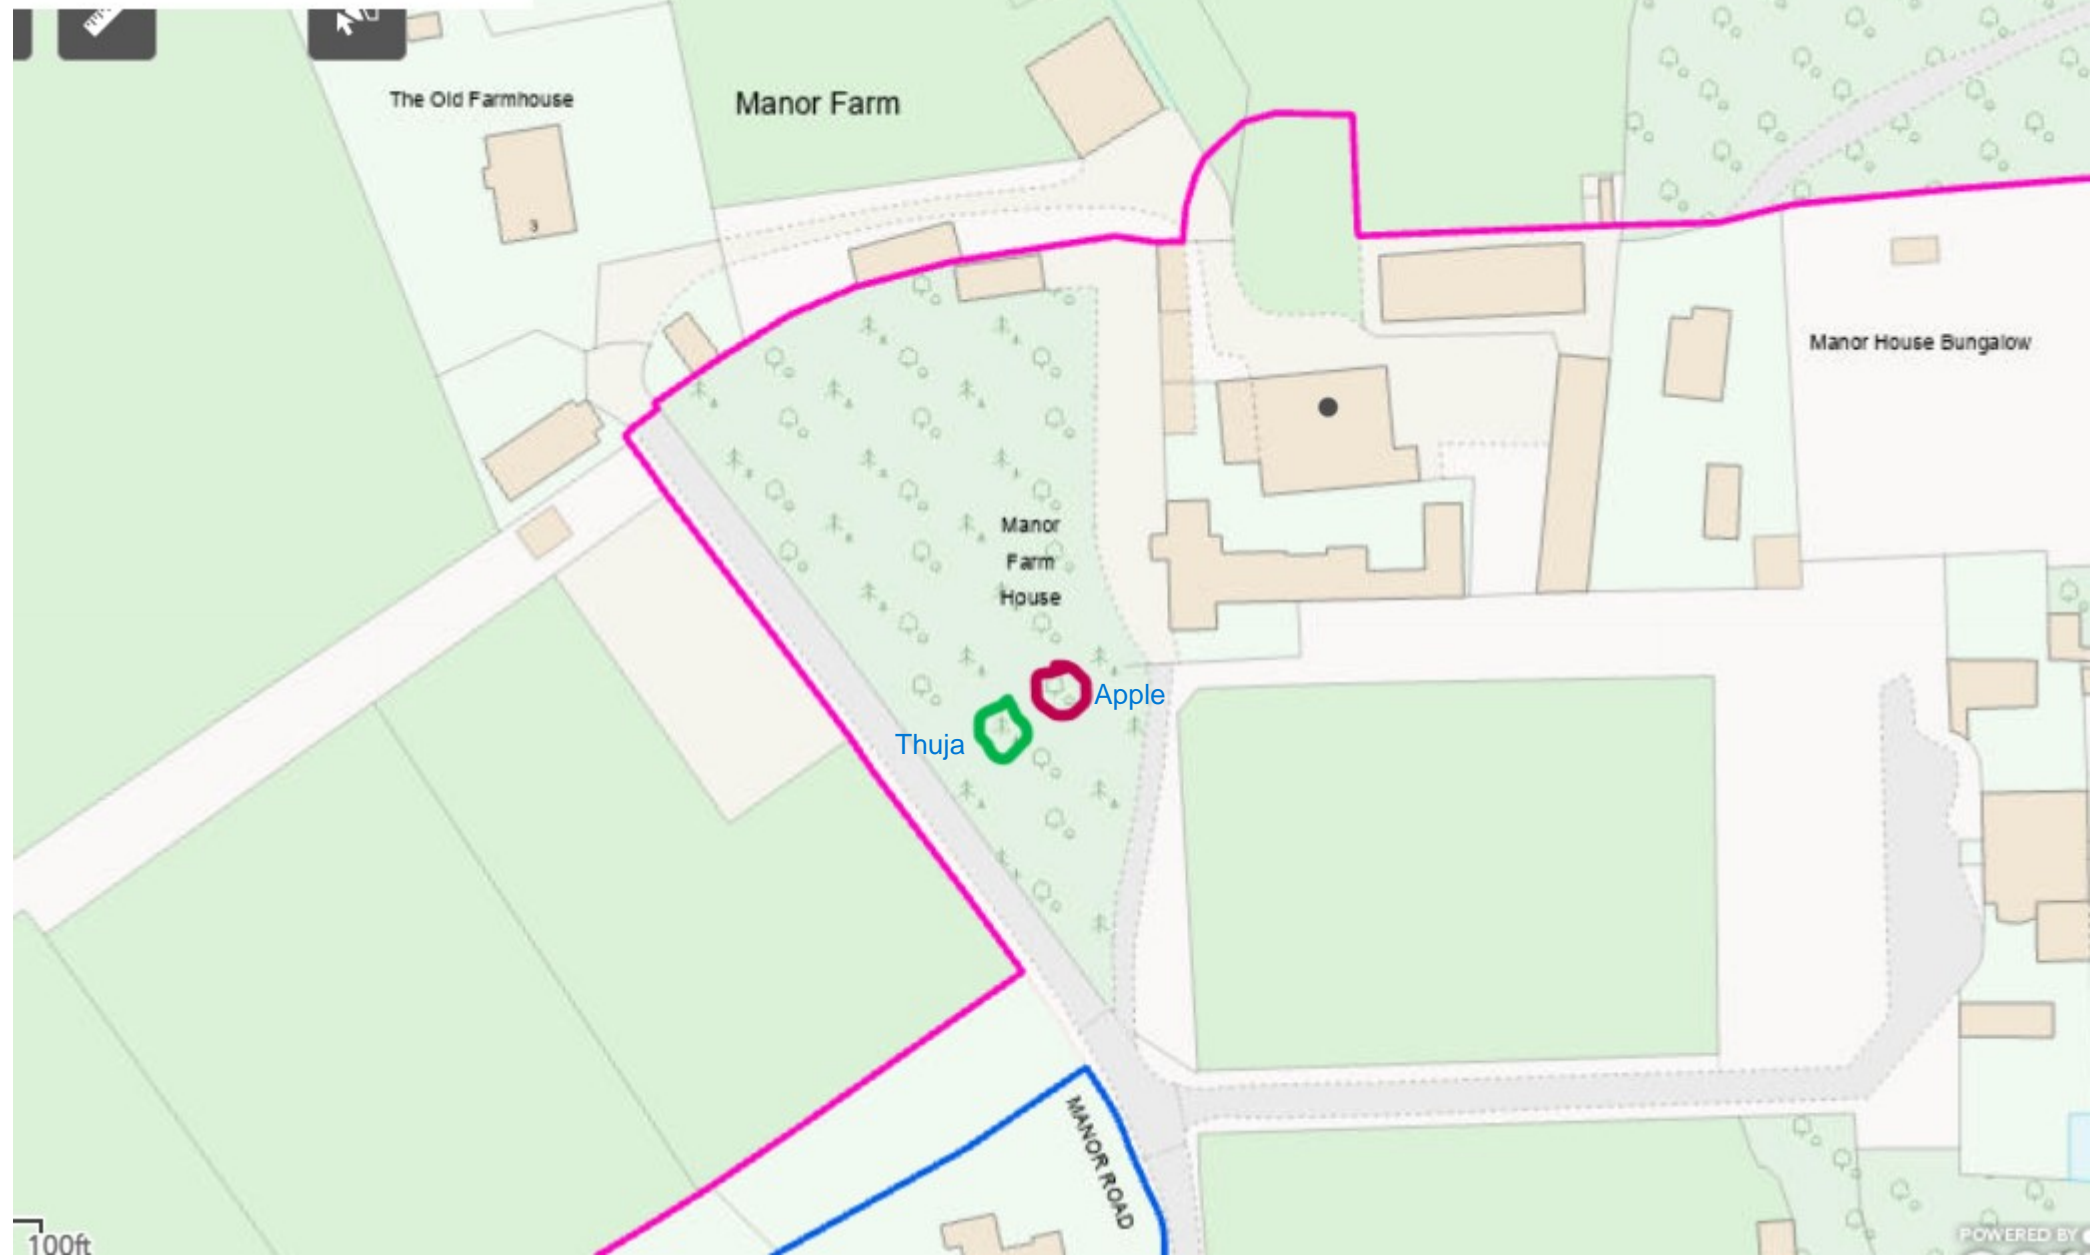 The Old Farmhouse
Manor Farm
3
Manor House Bungalow
Manor
Farm
House
Apple
Thuja
MANOR ROAD
100ft
POWERED BY